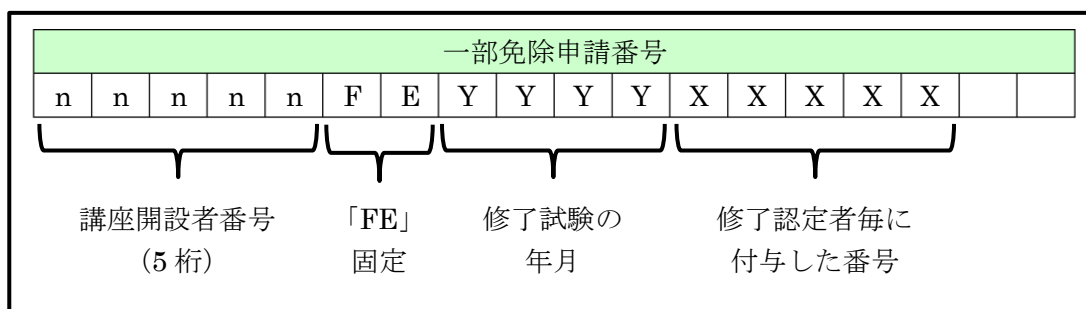 一部免除申請番号
n n n n n F E Y Y Y Y X X X X X
講座開設者番号 「FE」 修了試験の 修了認定者毎に
(5 桁) 固定 年月 付与した番号